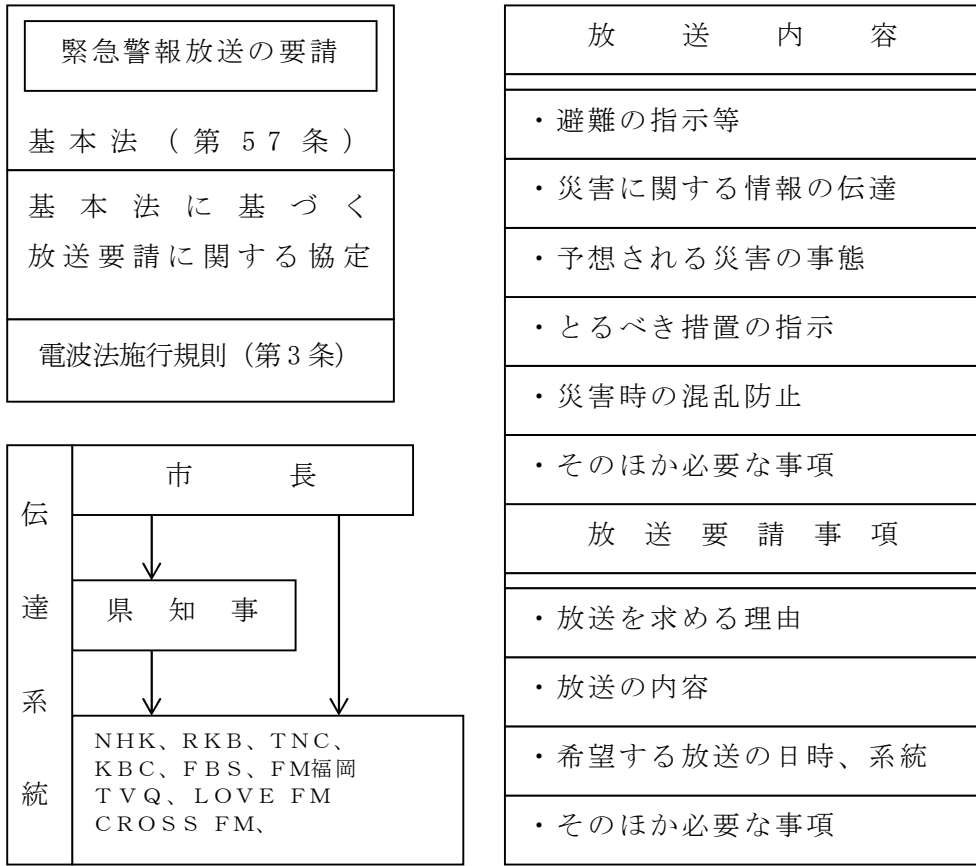 緊急警報放送の要請
基本法(第57条)
基本法に基づく
放送要請に関する協定
電波法施行規則(第3条)
伝達系統
市長
県知事
NHK、RKB、TNC、
KBC、FBS、FM福岡
TVQ、LOVE FM
CROSS FM、
放送内容
・避難の指示等
・災害に関する情報の伝達
・予想される災害の事態
・とるべき措置の指示
・災害時の混乱防止
・そのほか必要な事項
放送要請事項
・放送を求める理由
・放送の内容
・希望する放送の日時、系統
・そのほか必要な事項